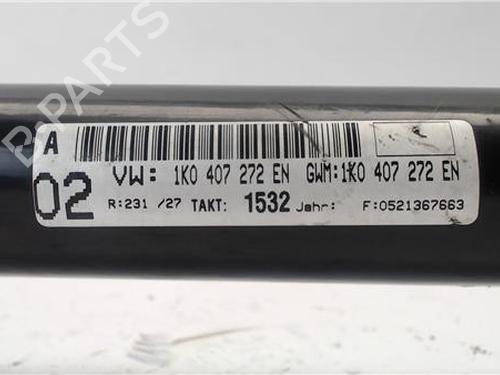 B-PARTS
A
02
VW: 1K0 407 272 EN GWM:1K0 407 272 EN
R:231 /27 TAKT: 1532 Jahr: F:0521367663